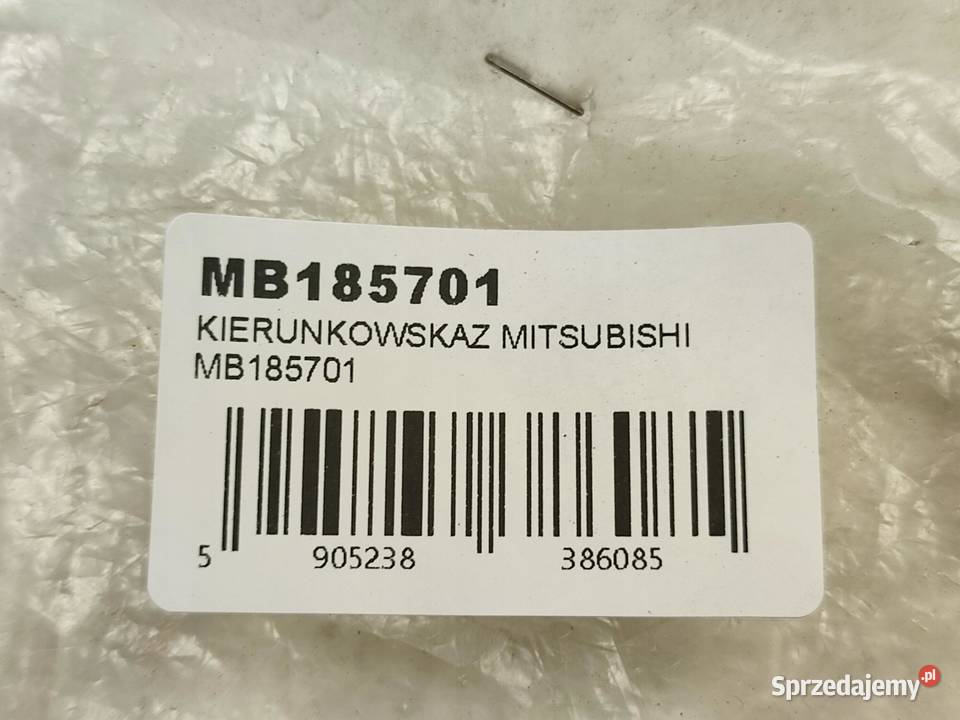 MB185701
KIERUNKOWSKAZ MITSUBISHI
MB185701
5 905238 386085
Sprzedajemy.pl